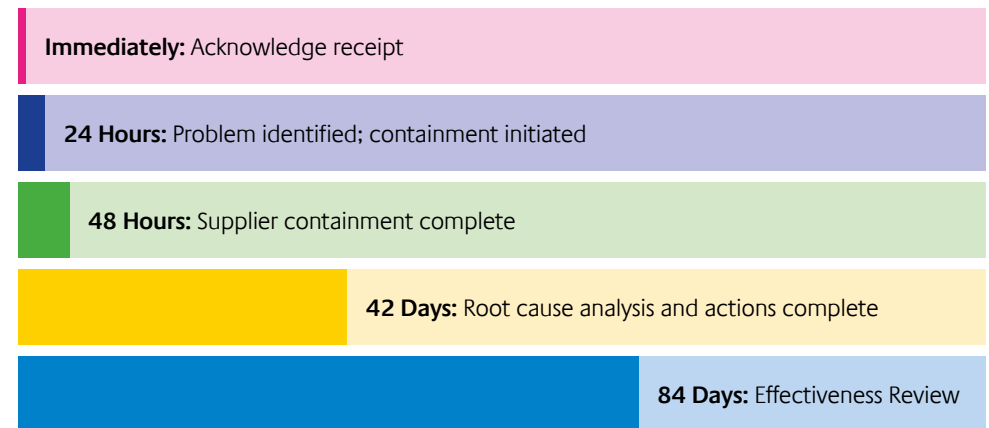 Immediately: Acknowledge receipt
24 Hours: Problem identified; containment initiated
48 Hours: Supplier containment complete
42 Days: Root cause analysis and actions complete
84 Days: Effectiveness Review